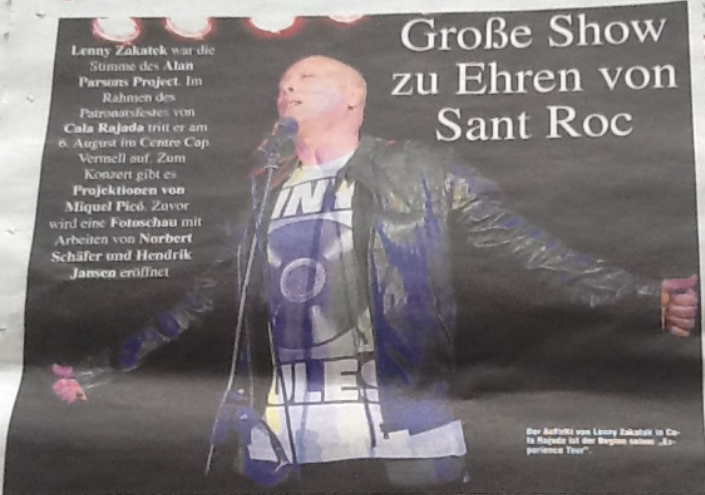 Große Show
zu Ehren von
Sant Roc
Lenny Zakatek war die
Stimme des Alan
Parsons Project. Im
Rahmen des
Patronatsfestes von
Cala Rajada tritt er am
6. August im Centre Cap
Vermell auf. Zum
Konzert gibt es
Projektionen von
Miquel Picó. Zuvor
wird eine Fotoschau mit
Arbeiten von Norbert
Schäfer und Hendrik
Jansen eröffnet
Der Auftritt von Lenny Zakatek in Ca-
la Rajada ist der Beginn seiner „Ex-
perience Tour“.